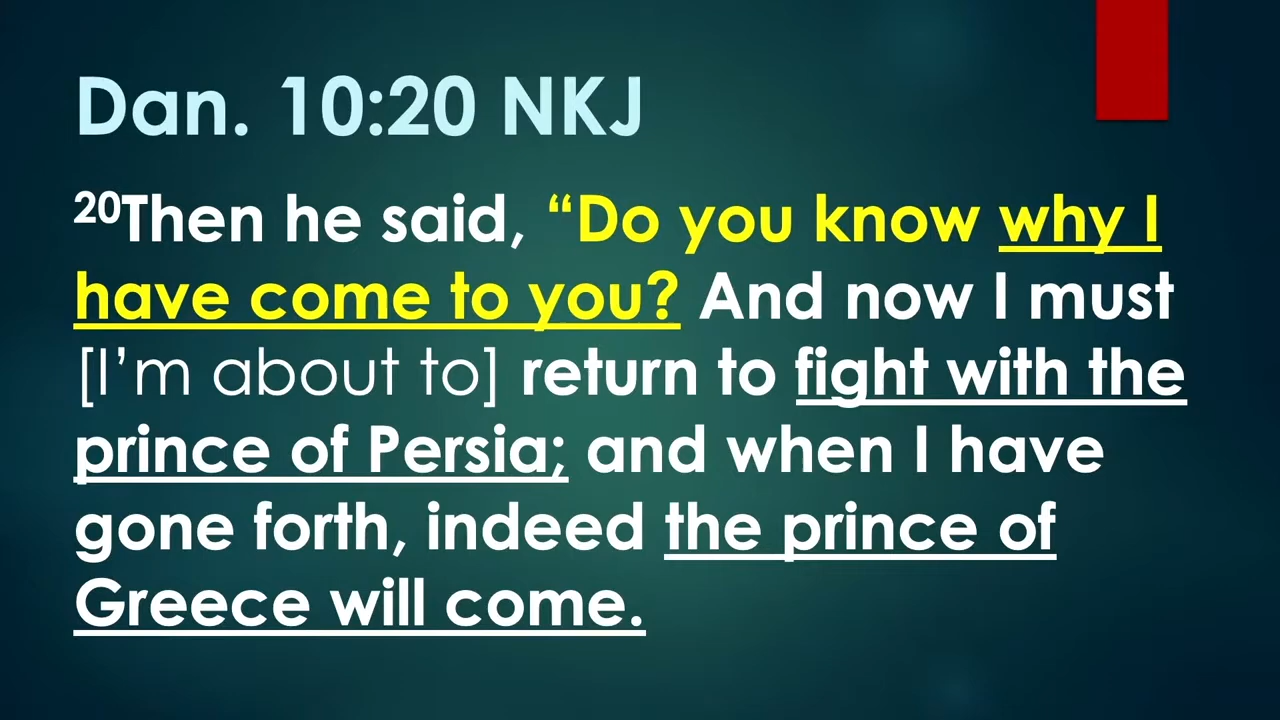 Dan. 10:20 NKJ
20Then he said, “Do you know why I
have come to you? And now I must
[I’m about to] return to fight with the
prince of Persia; and when I have
gone forth, indeed the prince of
Greece will come.